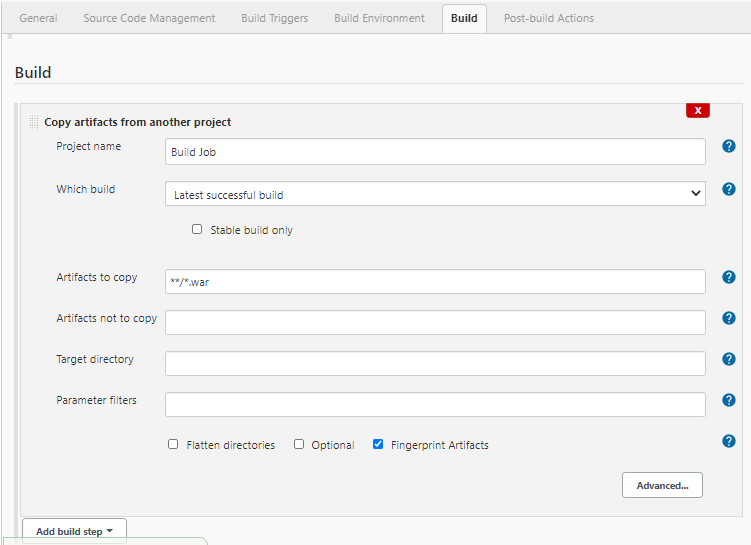 General Source Code Management Build Triggers Build Environment Build Post-build Actions
Build
X
Copy artifacts from another project
Project name Build Job ?
Which build Latest successful build ?
Stable build only
Artifacts to copy **/*.war ?
Artifacts not to copy ?
Target directory ?
Parameter filters ?
Flatten directories Optional Fingerprint Artifacts ?
Advanced...
Add build step